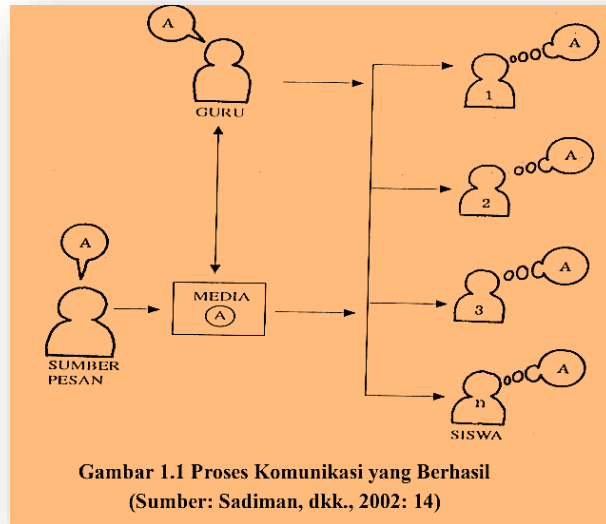 A
GURU
1
A
2
A
A
SUMBER
PESAN
MEDIA
A
3
A
n
A
SISWA
Gambar 1.1 Proses Komunikasi yang Berhasil
(Sumber: Sadiman, dkk., 2002: 14)